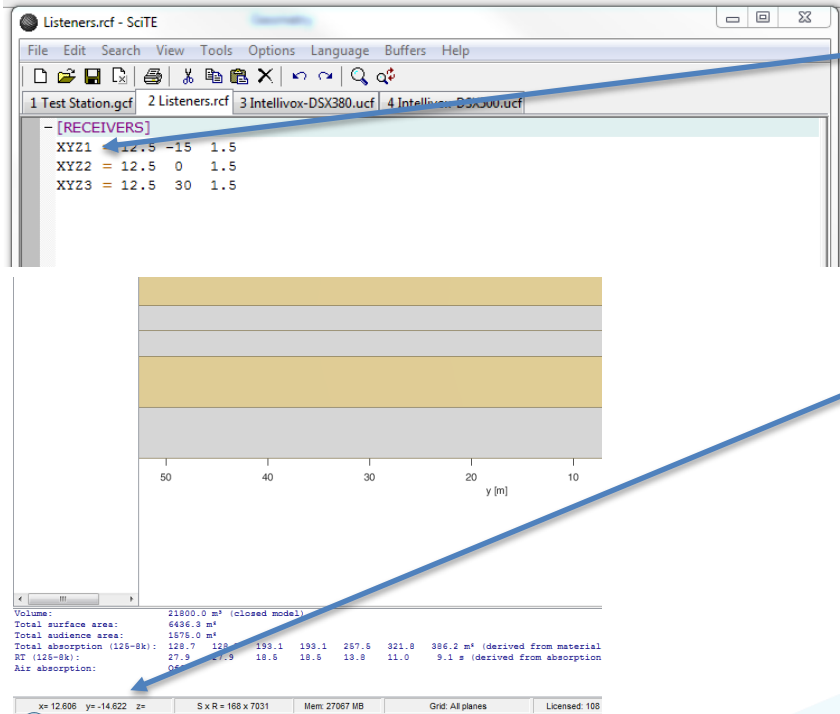 Listeners.rcf - SciTE
File Edit Search View Tools Options Language Buffers Help
1 Test Station.gcf 2 Listeners.rcf 3 Intellivox-DSX380.ucf 4 Intellivox-DSX500.ucf
[RECEIVERS]
XYZ1 = 12.5 -15 1.5
XYZ2 = 12.5 0 1.5
XYZ3 = 12.5 30 1.5
50 40 30 20 10
y [m]
Volume: 21800.0 m³ (closed model)
Total surface area: 6436.3 m²
Total audience area: 1575.0 m²
Total absorption (125-8k): 128.7 128. 193.1 193.1 257.5 321.8 386.2 m² (derived from material
RT (125-8k): 27.9 27.9 18.5 18.5 13.8 11.0 9.1 s (derived from absorption
Air absorption:
x= 12.606 y= -14.622 z= S x R = 168 x 7031 Mem: 27067 MB Grid: All planes Licensed: 108